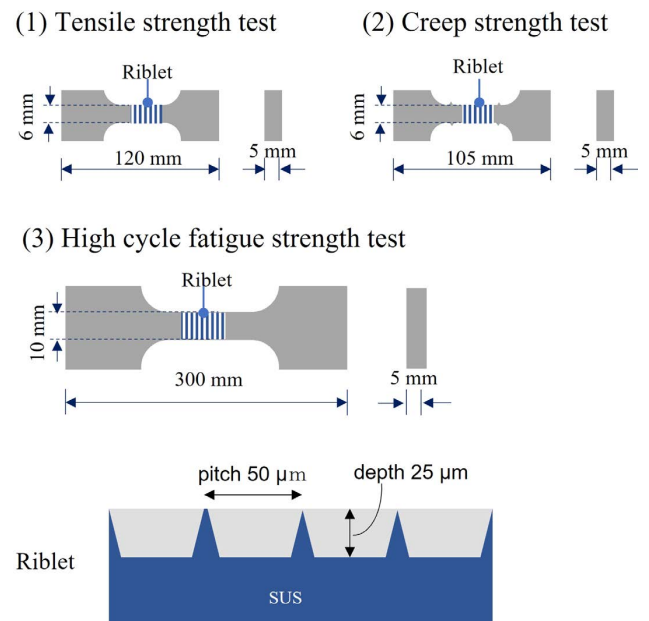 (1) Tensile strength test
Riblet
6 mm
120 mm
5 mm
(2) Creep strength test
Riblet
6 mm
105 mm
5 mm
(3) High cycle fatigue strength test
Riblet
10 mm
300 mm
5 mm
pitch 50 μm
depth 25 μm
Riblet
SUS